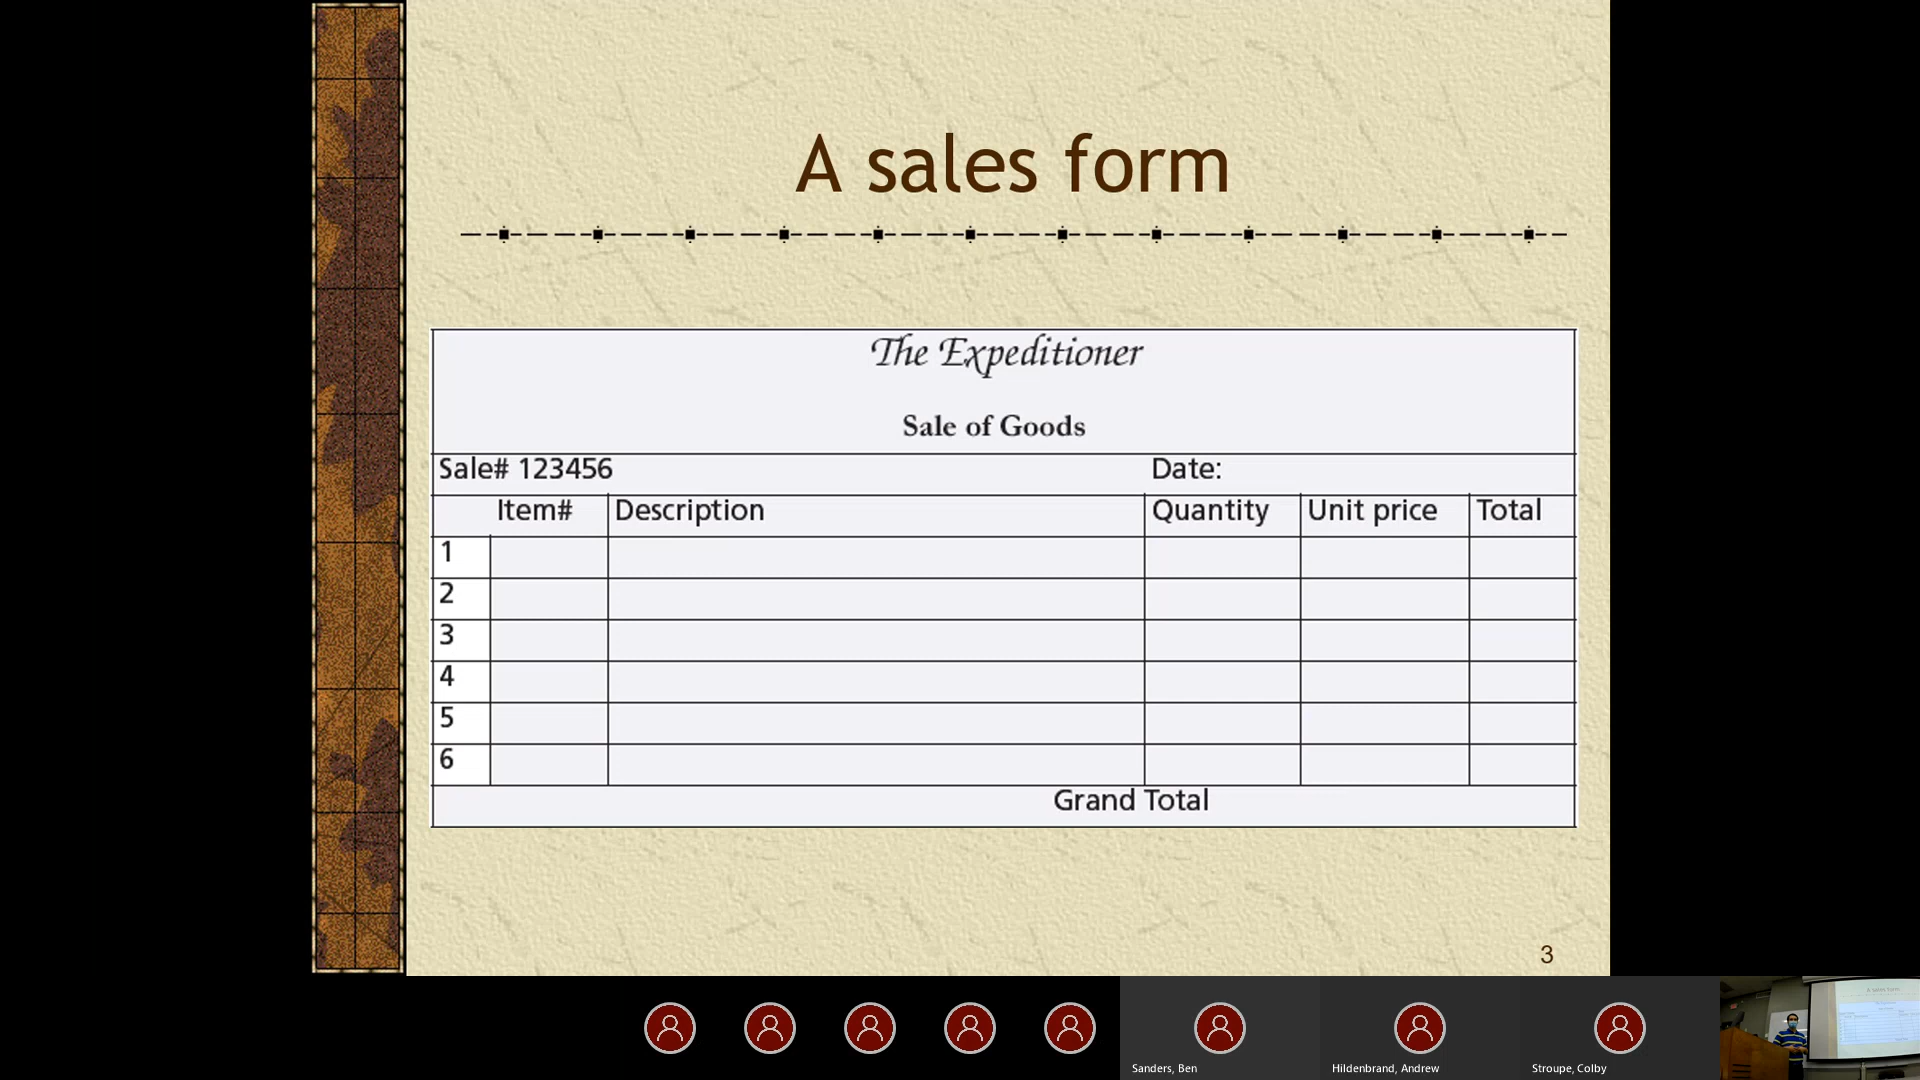 A sales form
The Expeditioner
Sale of Goods
Sale# 123456 Date:
Item# Description Quantity Unit price Total
1
2
3
4
5
6
Grand Total
3
Sanders, Ben Hildenbrand, Andrew Stroupe, Colby